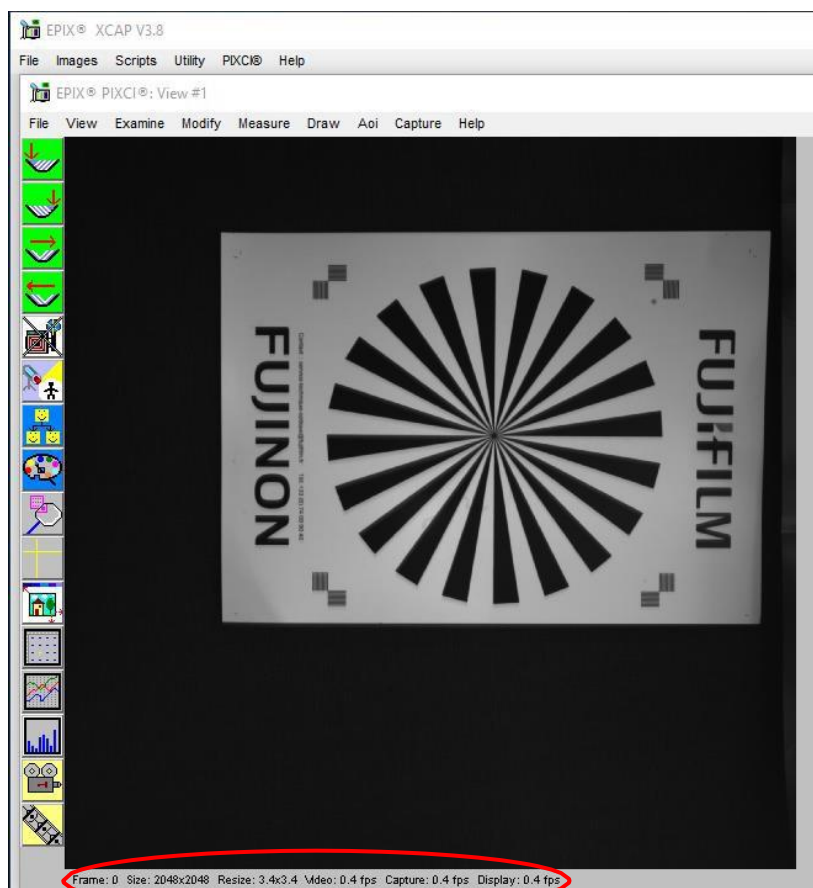 EPIX® XCAP V3.8
File Images Scripts Utility PIXCI® Help
EPIX® PIXCI®: View #1
File View Examine Modify Measure Draw Aoi Capture Help
FUJINON
FUJIFILM
Frame: 0 Size: 2048x2048 Resize: 3.4x3.4 Video: 0.4 fps Capture: 0.4 fps Display: 0.4 fps